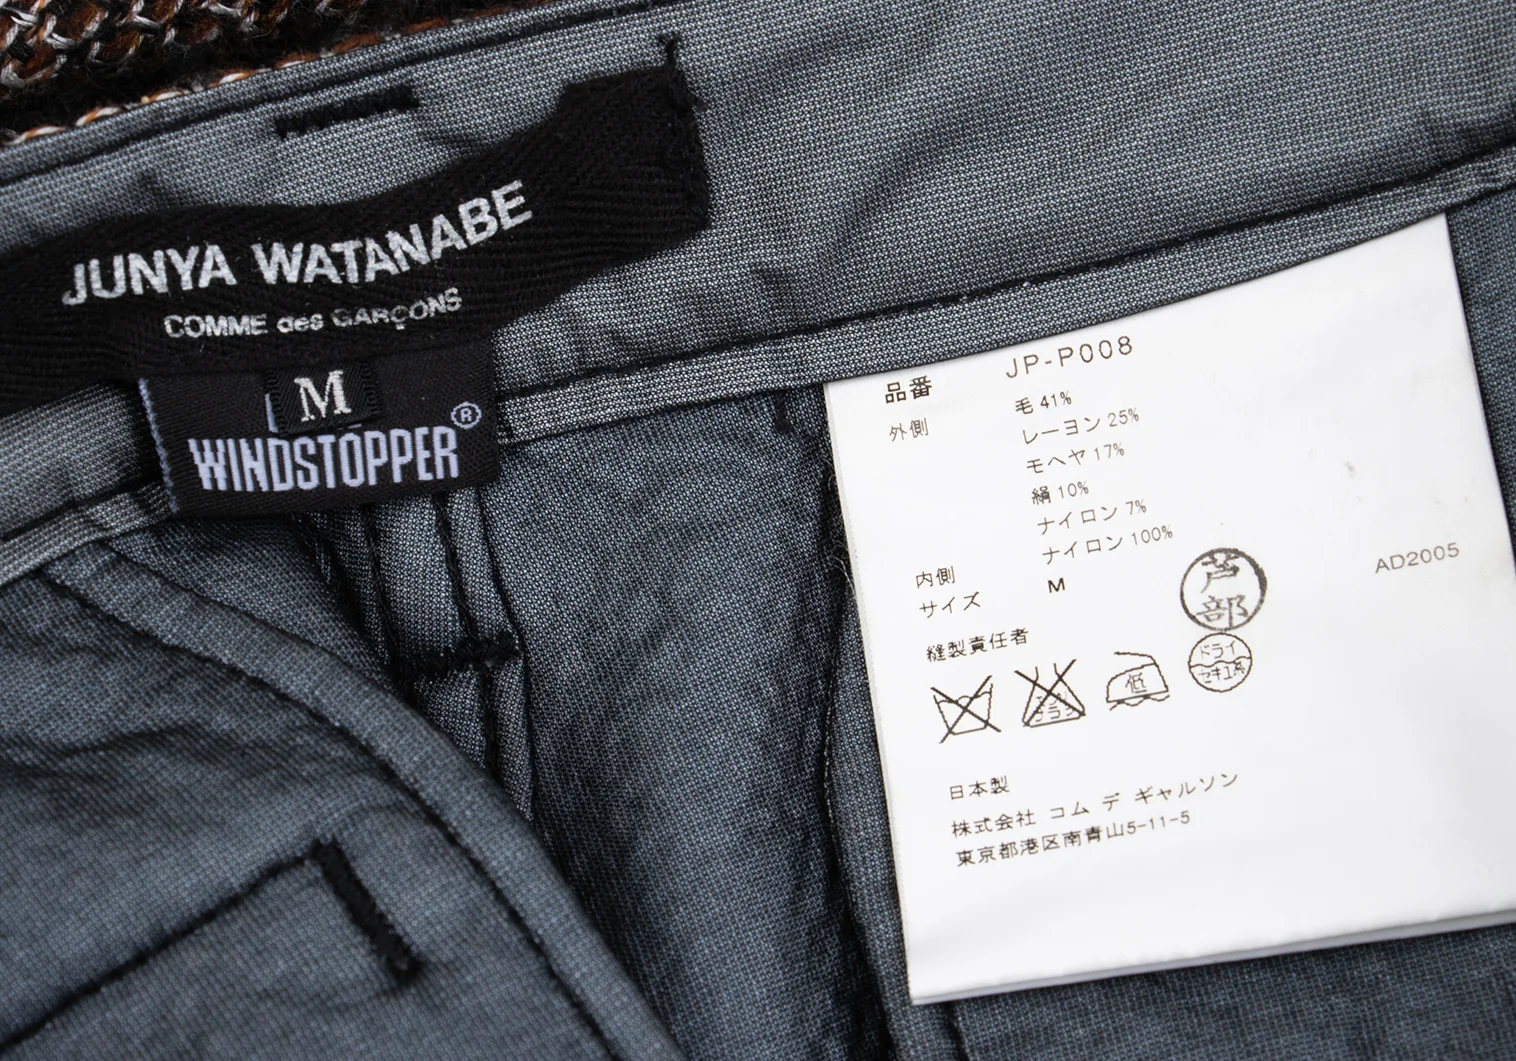 JUNYA WATANABE
COMME des GARÇONS
M
WINDSTOPPER®
品番 JP-P008
外側 毛 41%
レーヨン 25%
モヘヤ 17%
絹 10%
ナイロン 7%
内側 ナイロン 100%
サイズ M
縫製責任者 芦部
AD2005
低
ドライ
セキユ系
日本製
株式会社 コム デ ギャルソン
東京都港区南青山5-11-5